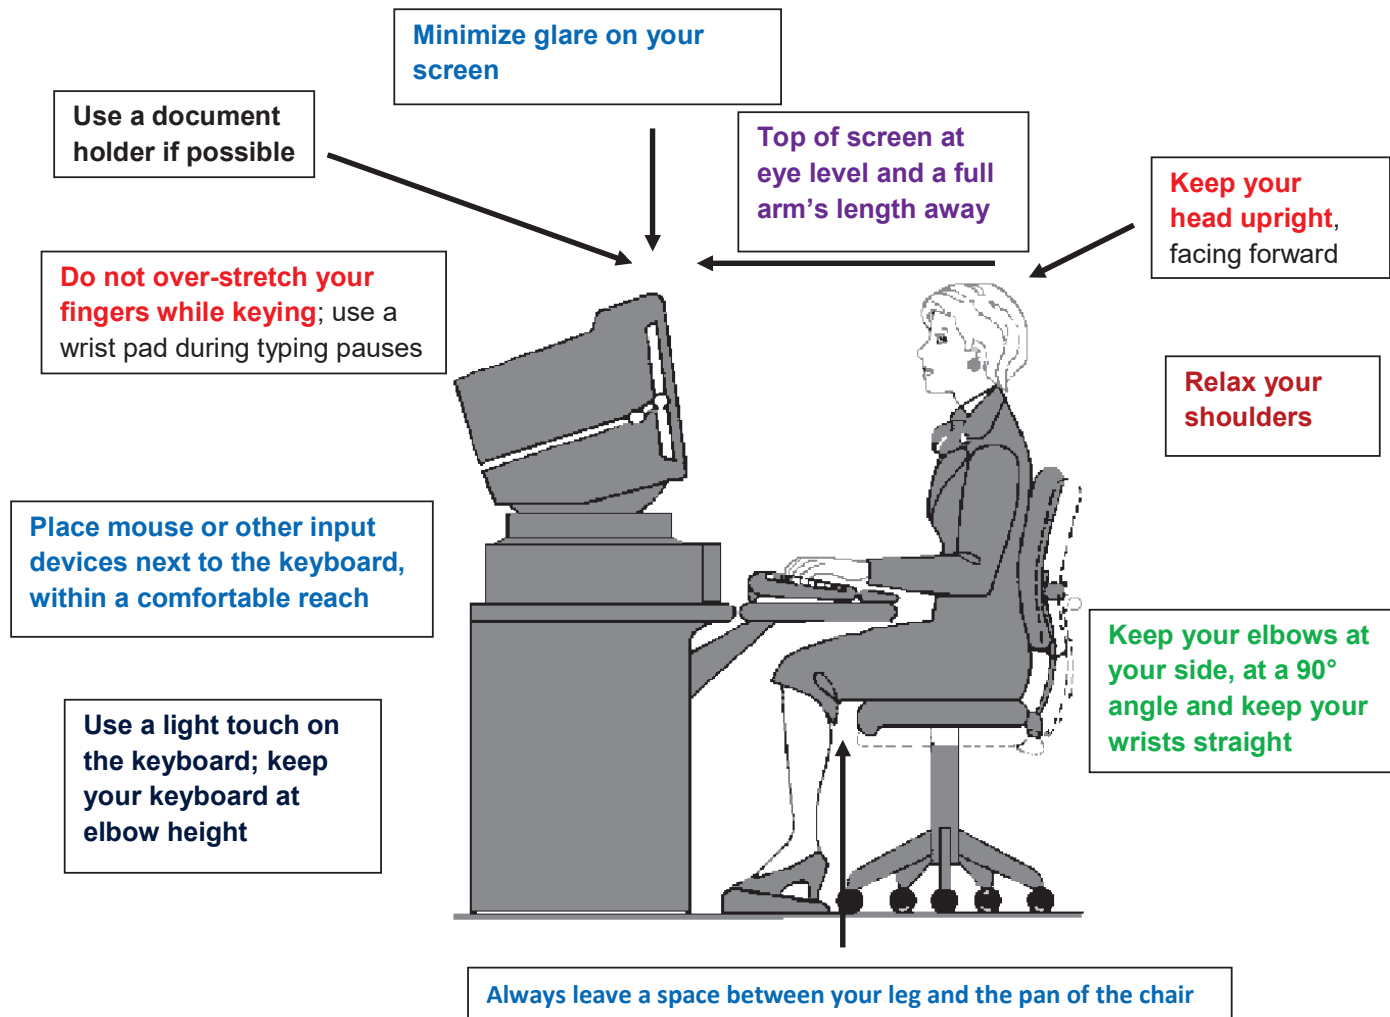 Minimize glare on your
screen
Use a document
holder if possible
Top of screen at
eye level and a full
arm's length away
Keep your
head upright,
facing forward
Do not over-stretch your
fingers while keying; use a
wrist pad during typing pauses
Relax your
shoulders
Place mouse or other input
devices next to the keyboard,
within a comfortable reach
Keep your elbows at
your side, at a 90°
angle and keep your
wrists straight
Use a light touch on
the keyboard; keep
your keyboard at
elbow height
Always leave a space between your leg and the pan of the chair